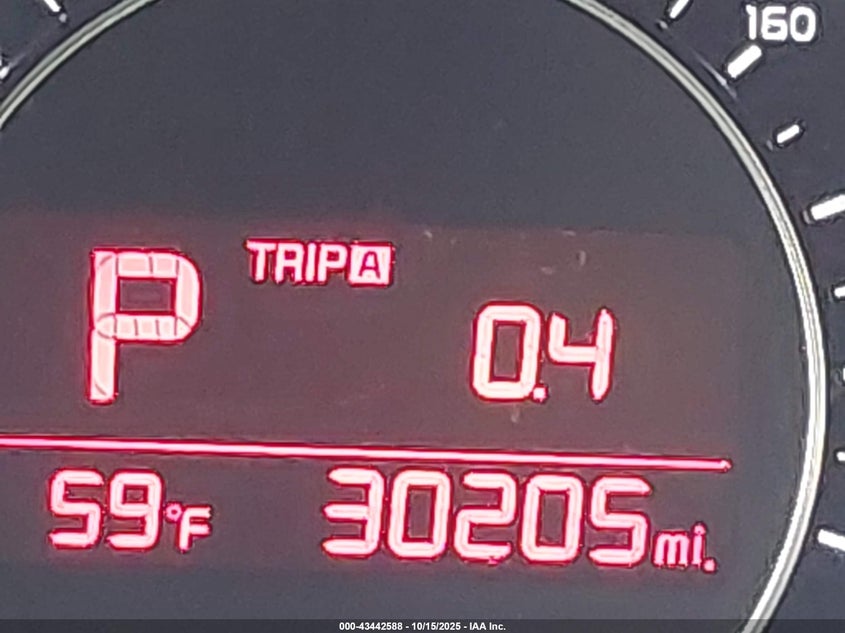 160
P TRIP A
0.4
59°F 30205 mi.
000-43442588 - 10/15/2025 - IAA Inc.